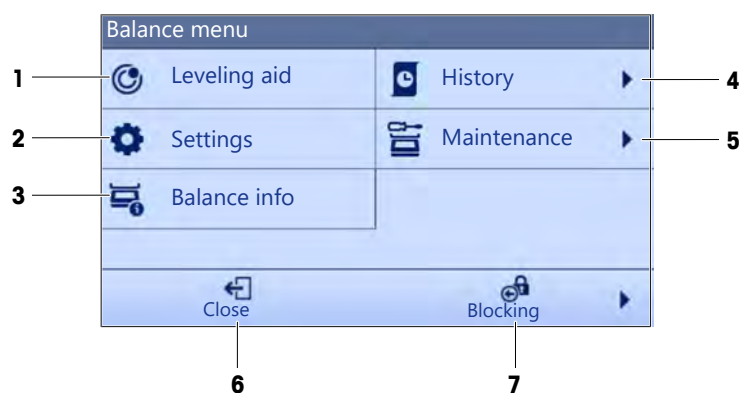 Balance menu
1 Leveling aid History 4
2 Settings Maintenance 5
3 Balance info
Close Blocking
6 7